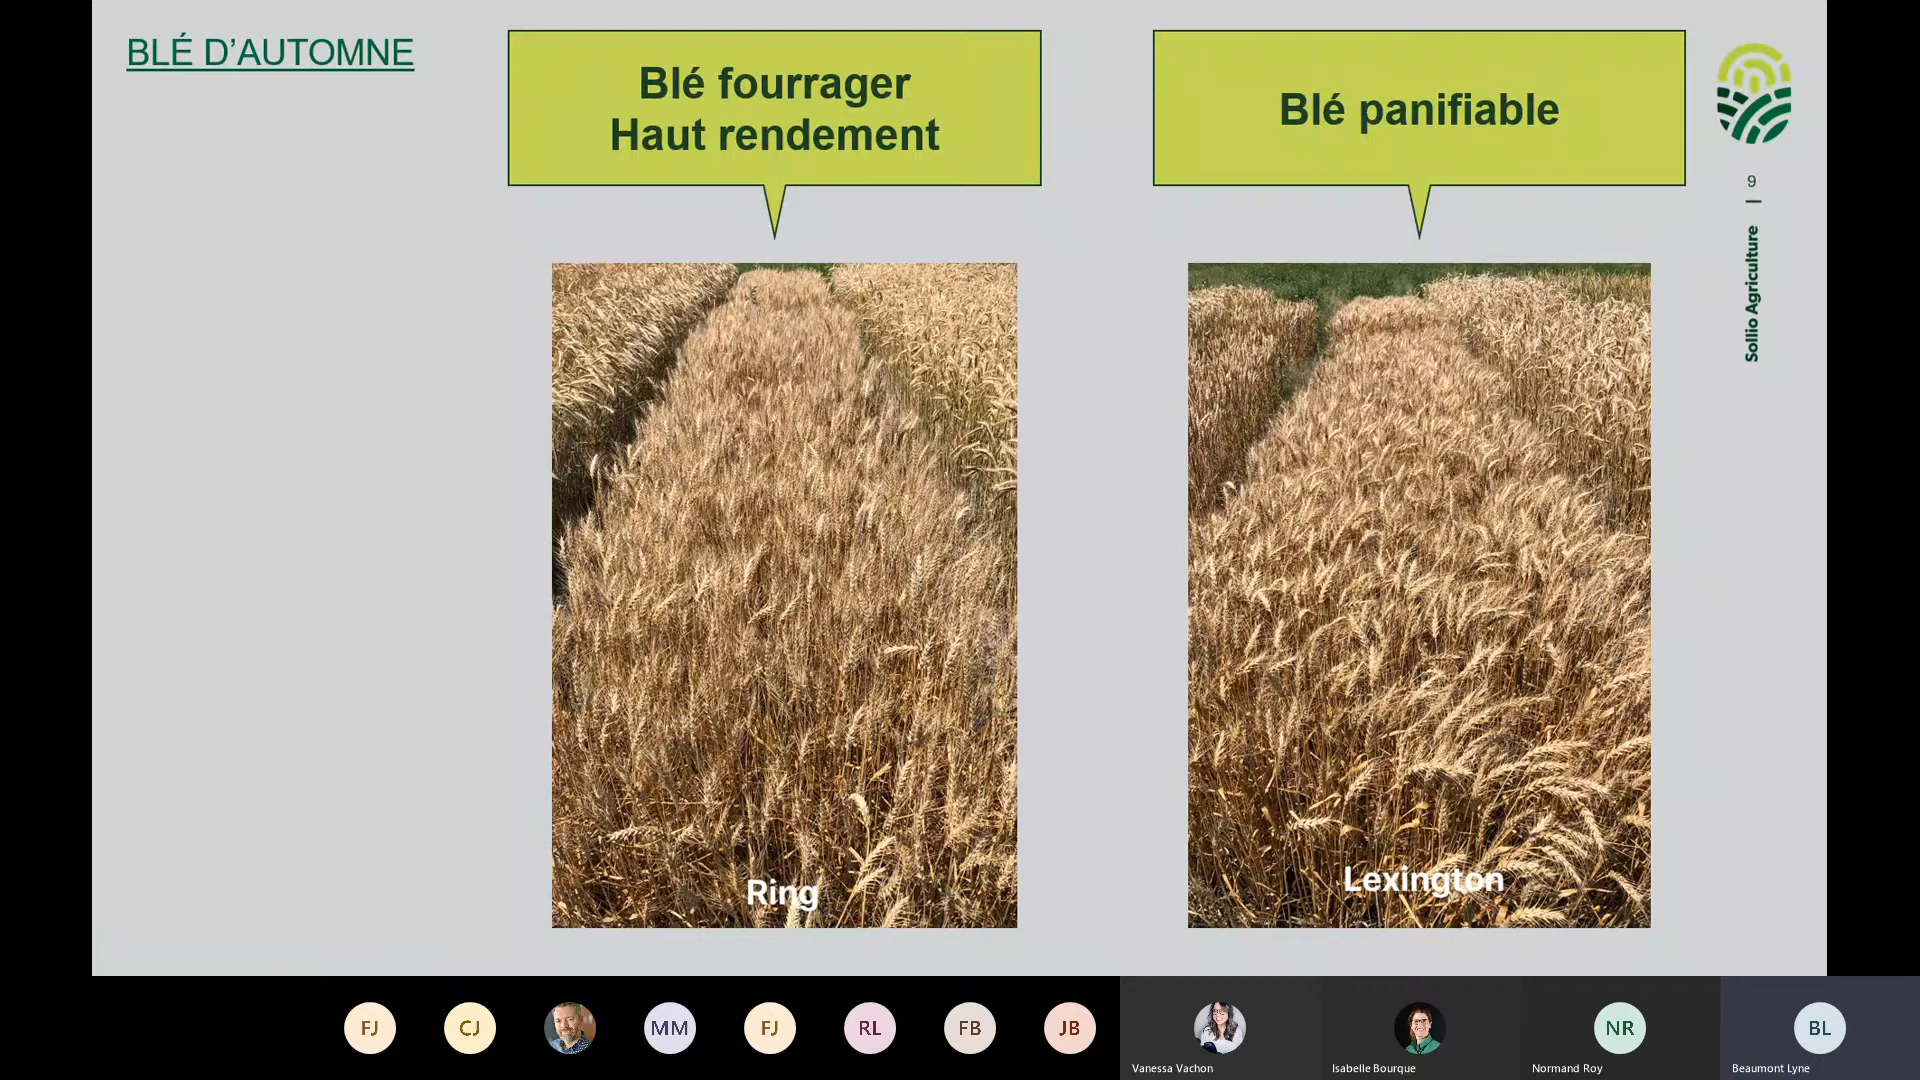 BLÉ D’AUTOMNE
Blé fourrager
Haut rendement
Blé panifiable
9
Sollio Agriculture
Ring
Lexington
FJ
CJ
MM
FJ
RL
FB
JB
NR
BL
Vanessa Vachon
Isabelle Bourque
Normand Roy
Beaumont Lyne